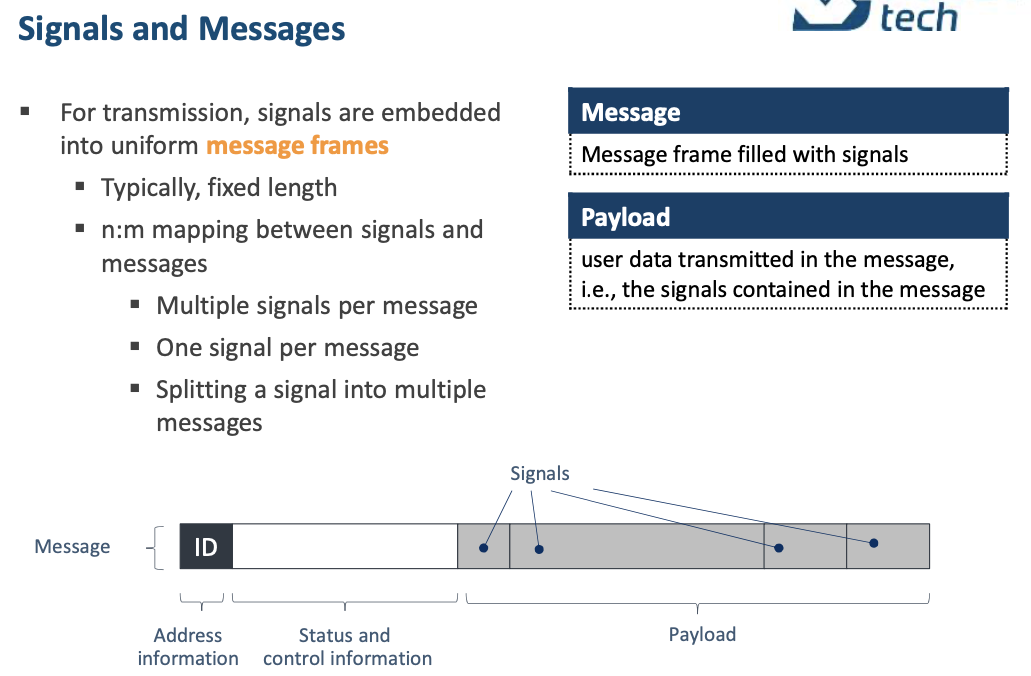 Signals and Messages
tech
For transmission, signals are embedded
into uniform message frames
Typically, fixed length
n:m mapping between signals and
messages
Multiple signals per message
One signal per message
Splitting a signal into multiple
messages
Message
Message frame filled with signals
Payload
user data transmitted in the message,
i.e., the signals contained in the message
Signals
Message
ID
Address
information
Status and
control information
Payload